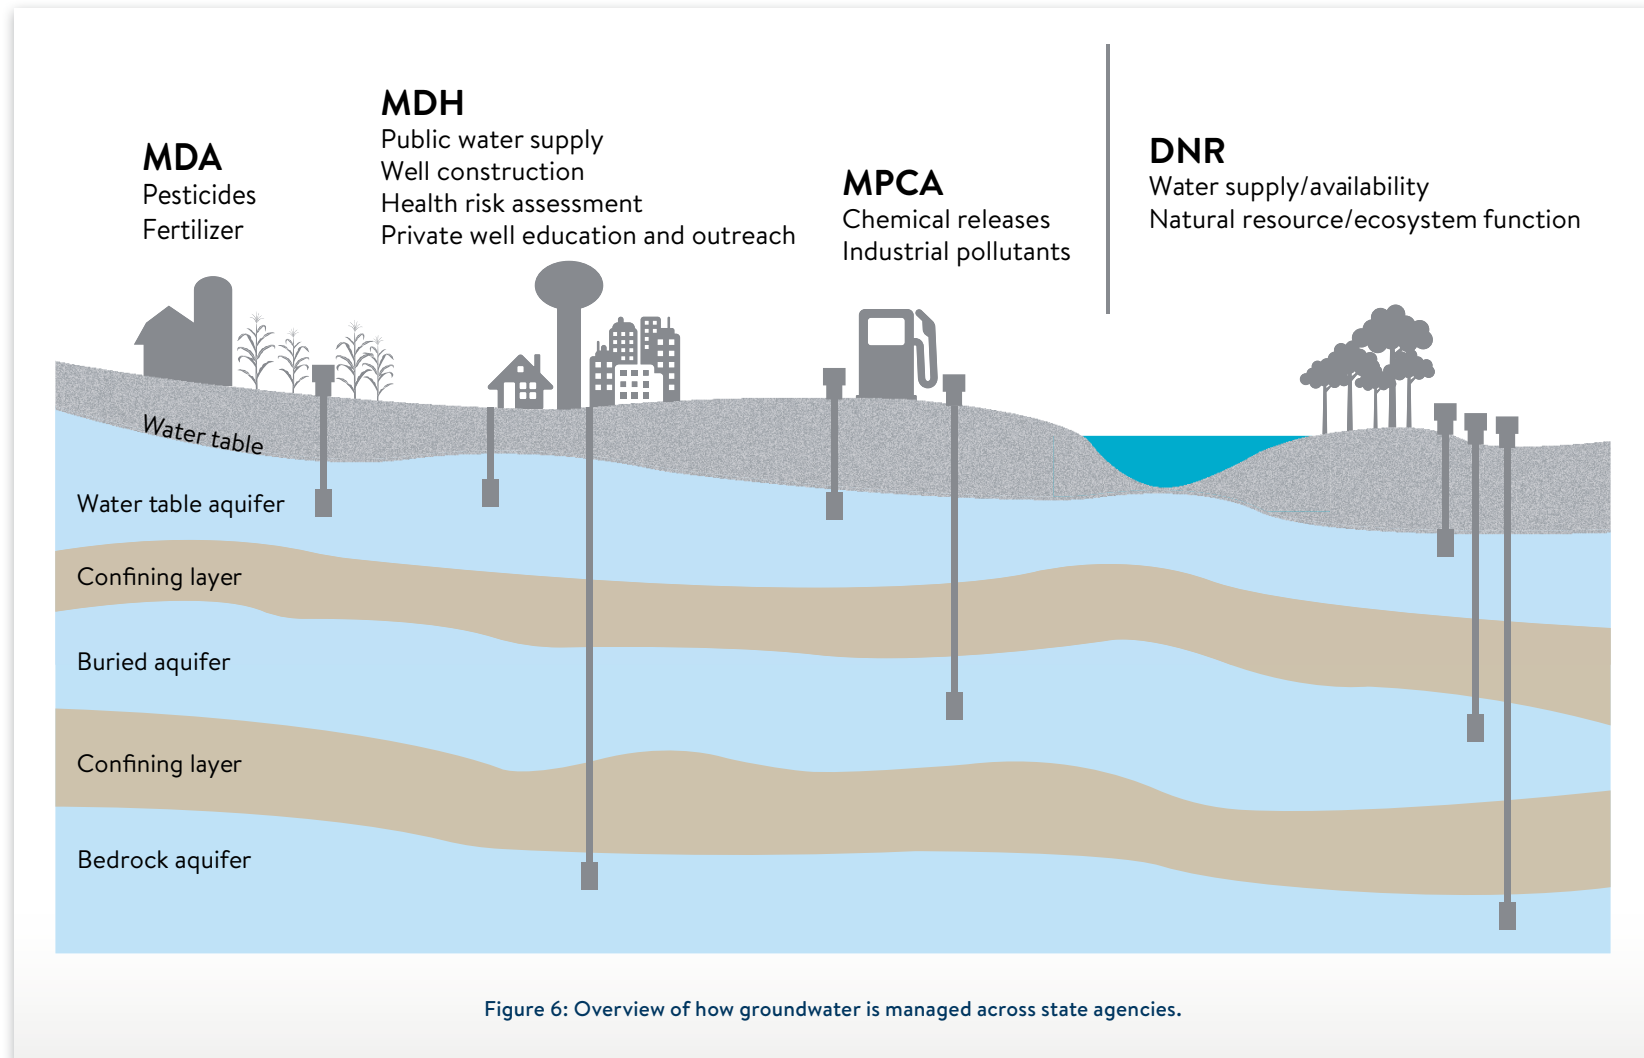 MDA
Pesticides
Fertilizer
MDH
Public water supply
Well construction
Health risk assessment
Private well education and outreach
MPCA
Chemical releases
Industrial pollutants
DNR
Water supply/availability
Natural resource/ecosystem function
Water table
Water table aquifer
Confining layer
Buried aquifer
Confining layer
Bedrock aquifer
Figure 6: Overview of how groundwater is managed across state agencies.